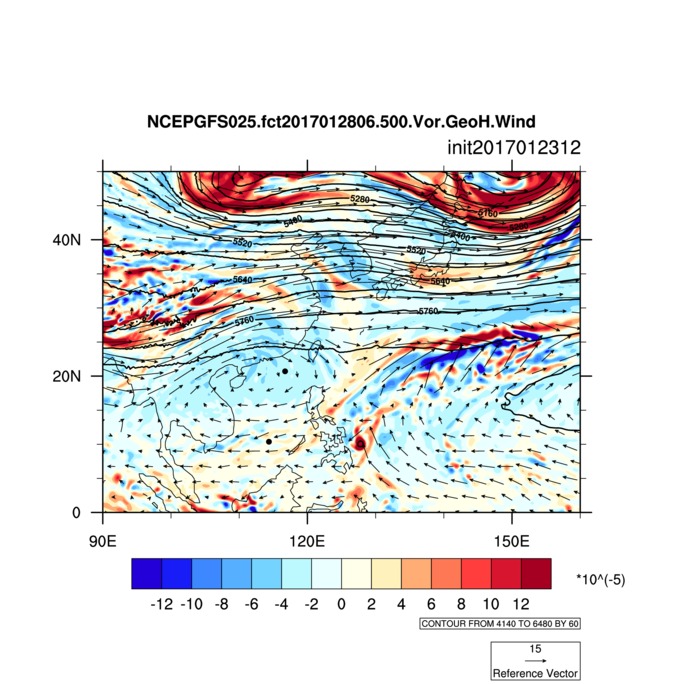 NCEPGFS025.fct2017012806.500.Vor.GeoH.Wind
init2017012312
5280
5160
5400
5400
5520
5520
5640
5640
5760
5760
40N
20N
0
90E 120E 150E
-12 -10 -8 -6 -4 -2 0 2 4 6 8 10 12
*10^(-5)
CONTOUR FROM 4140 TO 6480 BY 60
15
Reference Vector